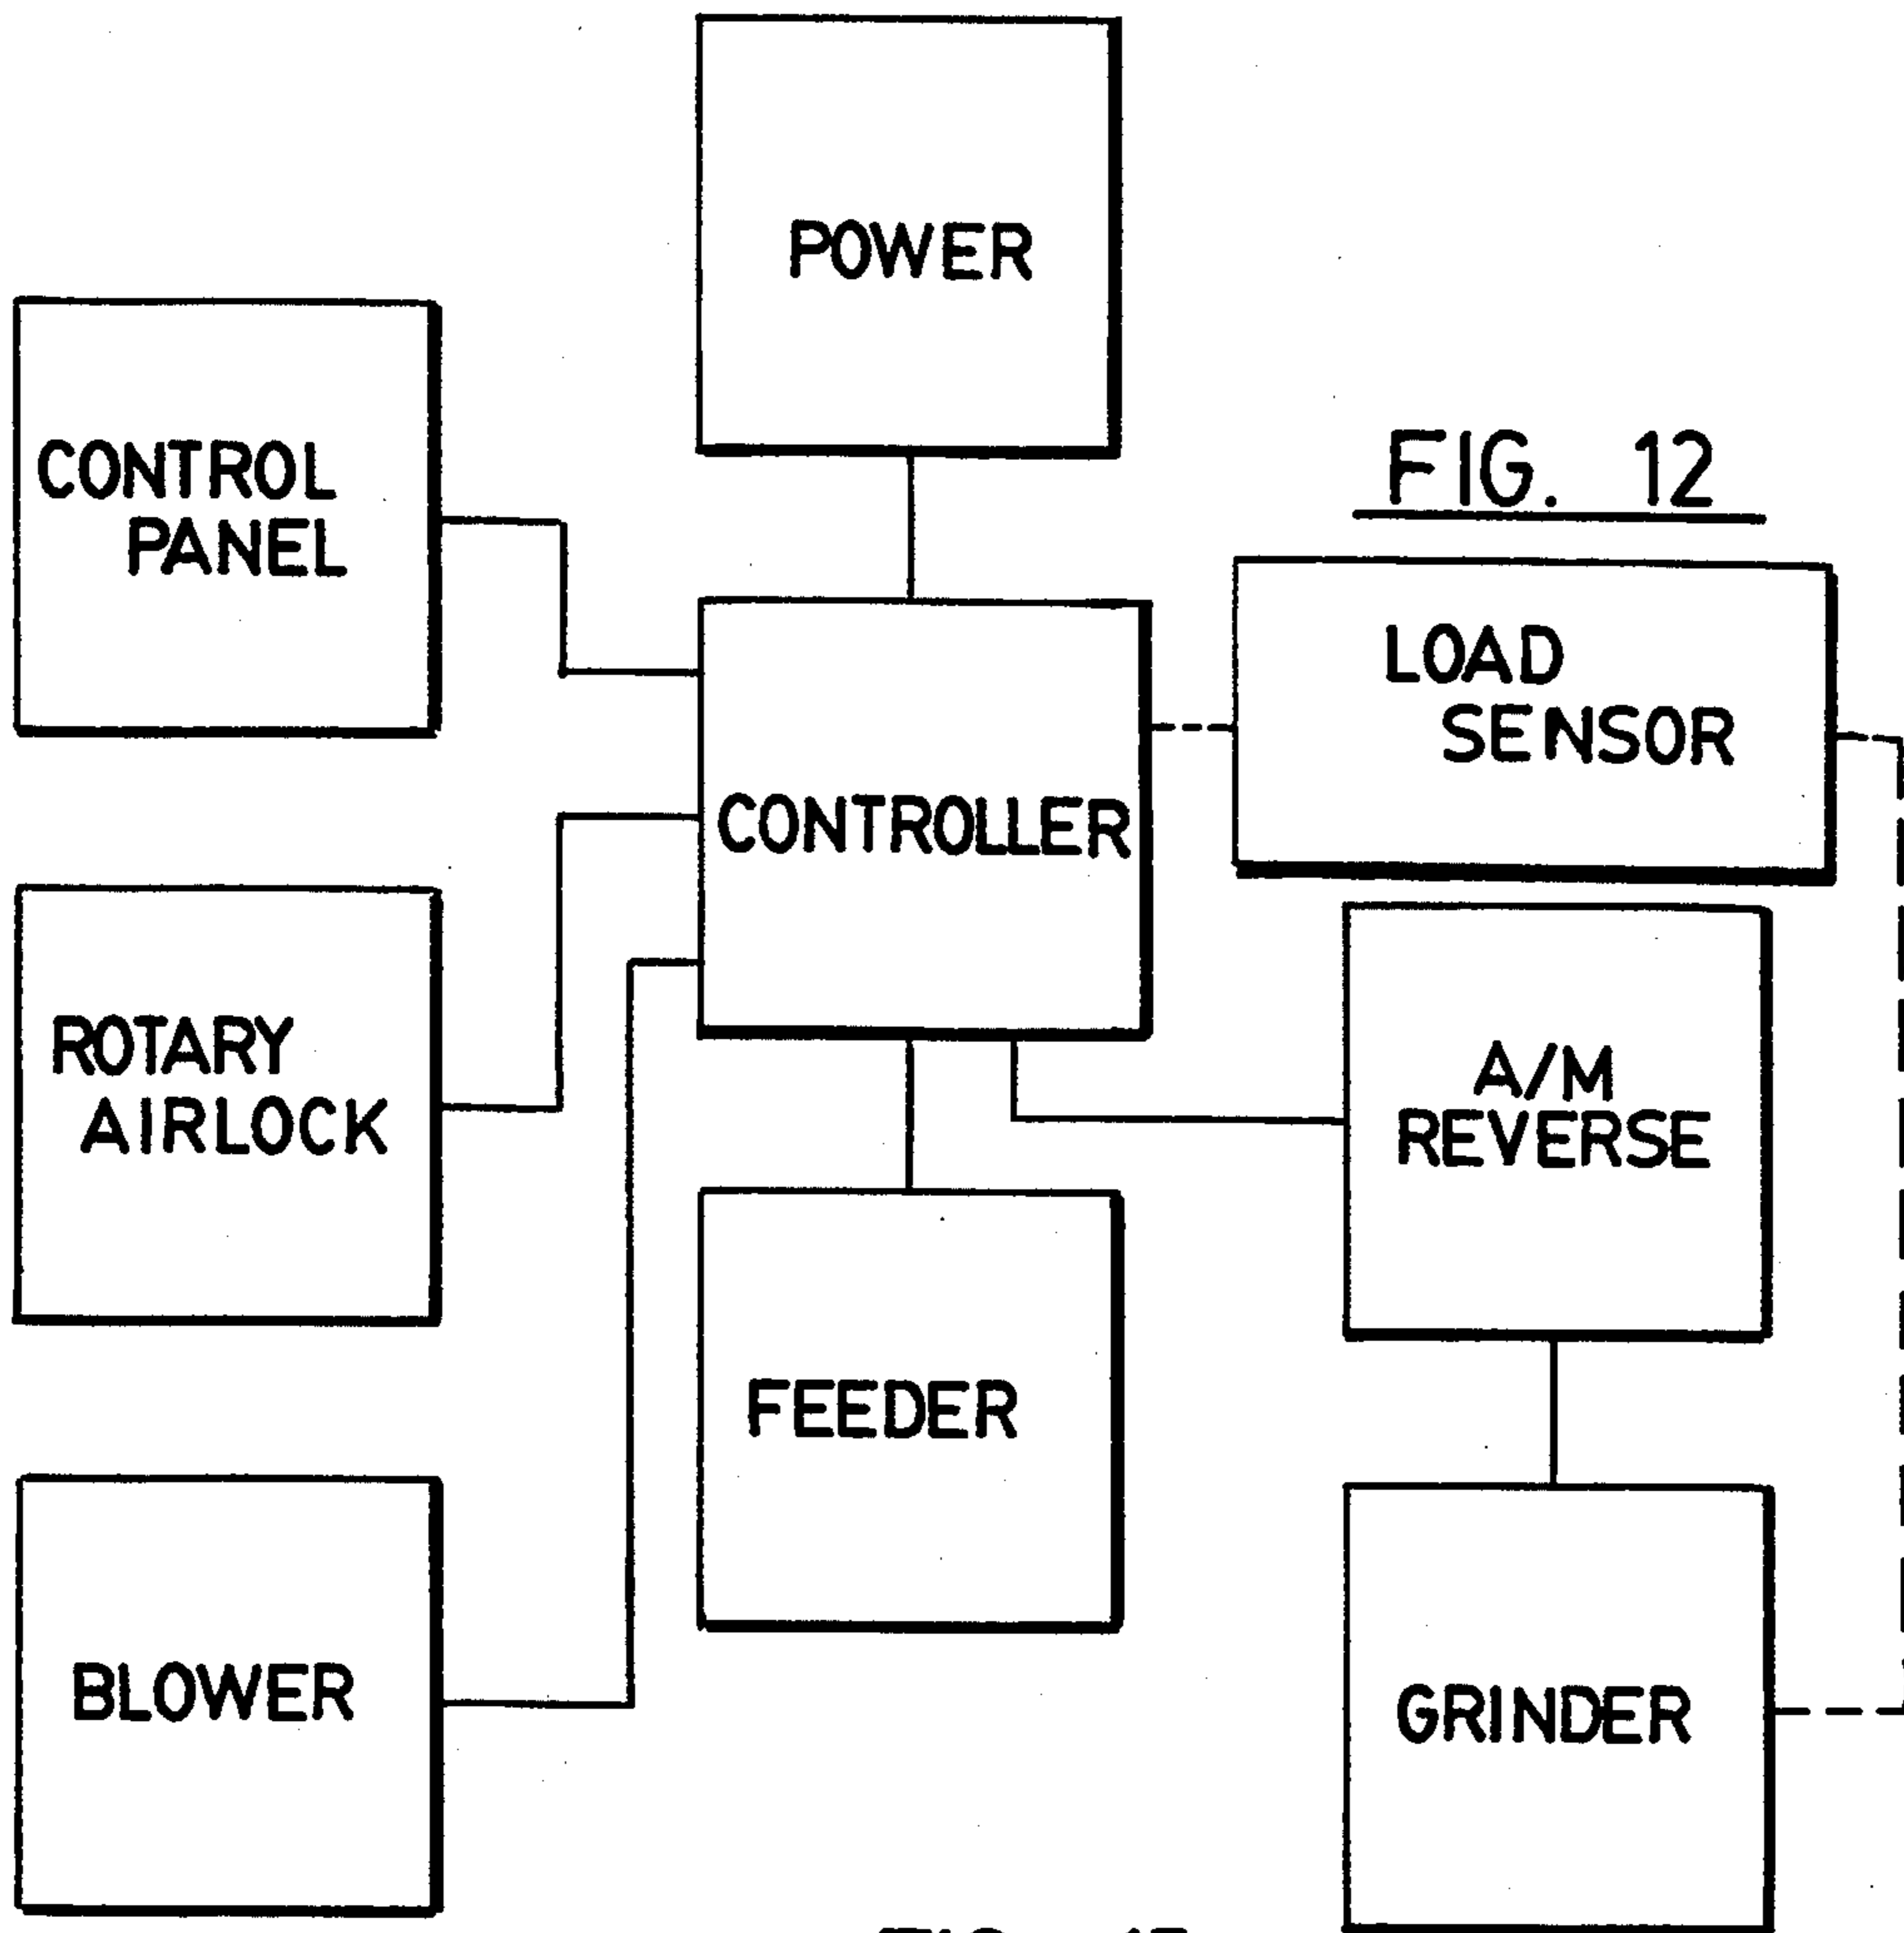 POWER
CONTROL
PANEL
FIG. 12
LOAD
SENSOR
CONTROLLER
ROTARY
AIRLOCK
A/M
REVERSE
FEEDER
BLOWER
GRINDER